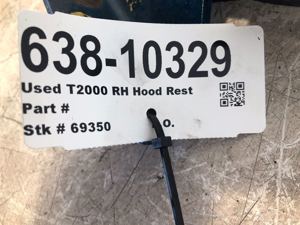 638-10329
Used T2000 RH Hood Rest
Part #
Stk # 69350 o.